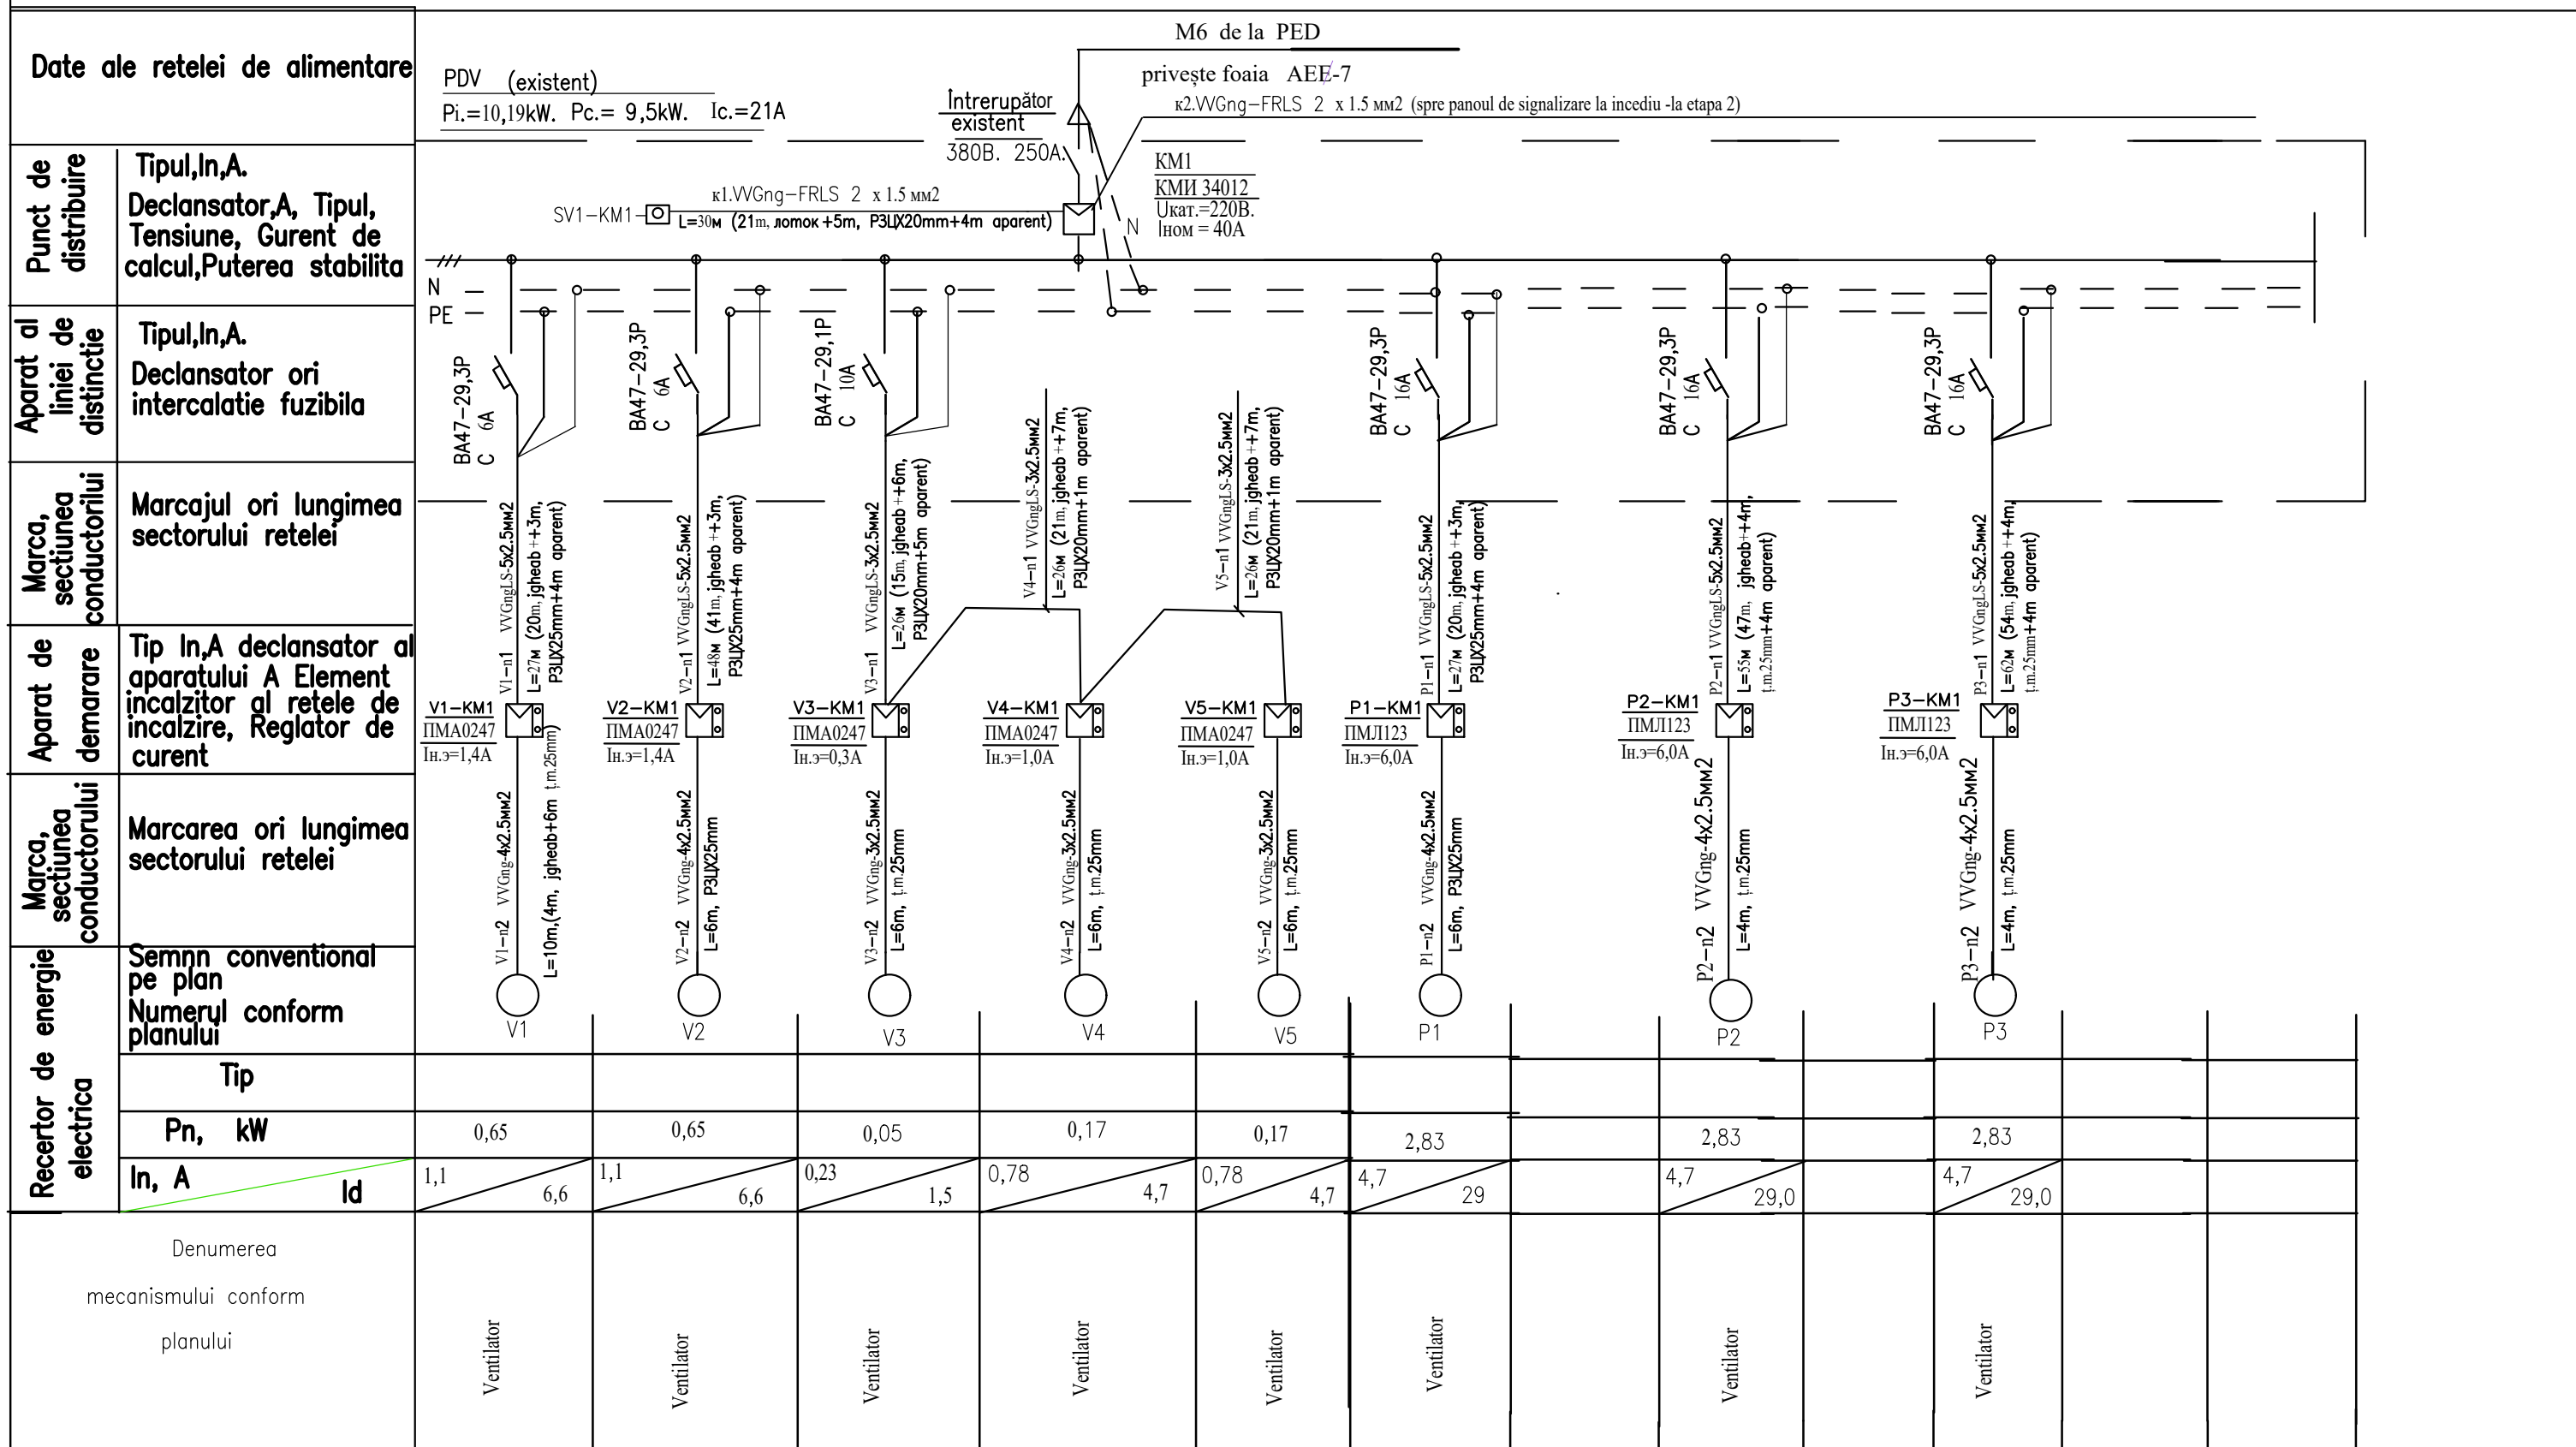 Date ale retelei de alimentare
PDV (existent)
Pi.=10,19kW. Pc.= 9,5kW. Ic.=21A
M6 de la PED
privește foaia AEE-7
Întrerupător
existent
380В. 250А.
к2.VVGng-FRLS 2 x 1.5 мм2 (spre panoul de signalizare la incediu -la etapa 2)
Punct de
distribuire
Tipul,In,A.
Declansator,A, Tipul,
Tensiune, Gurent de
calcul,Puterea stabilita
SV1-KM1
к1.VVGng-FRLS 2 x 1.5 мм2
L=30м (21m, лоток +5m, РЗЦХ20mm+4m aparent)
КМ1
КМИ 34012
Uкат.=220В.
Iном = 40А
N
N
PE
Aparat al
liniei de
distinctie
Tipul,In,A.
Declansator ori
intercalatie fuzibila
BA47-29,3P
C 6A
BA47-29,3P
C 6A
BA47-29,1P
C 10A
BA47-29,3P
C 16A
BA47-29,3P
C 16A
BA47-29,3P
C 16A
Marca,
sectiunea
conductorilui
Marcajul ori lungimea
sectorului retelei
V1-n1 VVGngLS-5x2.5мм2
L=27м (20m, jgheab ++3m,
РЗЦХ25mm+4m aparent)
V2-n1 VVGngLS-5x2.5мм2
L=48м (41m, jgheab ++3m,
РЗЦХ25mm+4m aparent)
V3-n1 VVGngLS-3x2.5мм2
L=26м (15m, jgheab ++6m,
РЗЦХ20mm+5m aparent)
V4-n1 VVGngLS-3x2.5мм2
L=26м (21m, jgheab ++7m,
РЗЦХ20mm+1m aparent)
V5-n1 VVGngLS-3x2.5мм2
L=26м (21m, jgheab ++7m,
РЗЦХ20mm+1m aparent)
P1-n1 VVGngLS-5x2.5мм2
L=27м (20m, jgheab ++3m,
РЗЦХ25mm+4m aparent)
P2-n1 VVGngLS-5x2.5мм2
L=55м (47m, jgheab++4m,
ț.m.25mm+4m aparent)
P3-n1 VVGngLS-5x2.5мм2
L=62м (54m, jgheab++4m,
ț.m.25mm+4m aparent)
Aparat de
demarare
Tip In,A declansator al
aparatului A Element
incalzitor al retele de
incalzire, Reglator de
curent
V1-KM1
ПМА0247
Iн.э=1,4А
V2-KM1
ПМА0247
Iн.э=1,4А
V3-KM1
ПМА0247
Iн.э=0,3А
V4-KM1
ПМА0247
Iн.э=1,0А
V5-KM1
ПМА0247
Iн.э=1,0А
P1-KM1
ПМЛ123
Iн.э=6,0А
P2-KM1
ПМЛ123
Iн.э=6,0А
P3-KM1
ПМЛ123
Iн.э=6,0А
Marca,
sectiunea
conductorului
Marcarea ori lungimea
sectorului retelei
V1-n2 VVGng-4x2.5мм2
L=10m,(4m, jgheab+6m ț.m.25mm)
V2-n2 VVGng-4x2.5мм2
L=6m, РЗЦХ25mm
V3-n2 VVGng-3x2.5мм2
L=6m, ț.m.25mm
V4-n2 VVGng-3x2.5мм2
L=6m, ț.m.25mm
V5-n2 VVGng-3x2.5мм2
L=6m, ț.m.25mm
P1-n2 VVGng-4x2.5мм2
L=6m, РЗЦХ25mm
P2-n2 VVGng-4x2.5мм2
L=4m, ț.m.25mm
P3-n2 VVGng-4x2.5мм2
L=4m, ț.m.25mm
Recertor de energie
electrica
Semnn conventional
pe plan
Numerul conform
planului
V1 V2 V3 V4 V5 P1 P2 P3
Tip
Pn, kW
0,65 0,65 0,05 0,17 0,17 2,83 2,83 2,83
In, A Id
1,1 6,6 1,1 6,6 0,23 1,5 0,78 4,7 0,78 4,7 4,7 29 4,7 29,0 4,7 29,0
Denumerea
mecanismului conform
planului
Ventilator
Ventilator
Ventilator
Ventilator
Ventilator
Ventilator
Ventilator
Ventilator